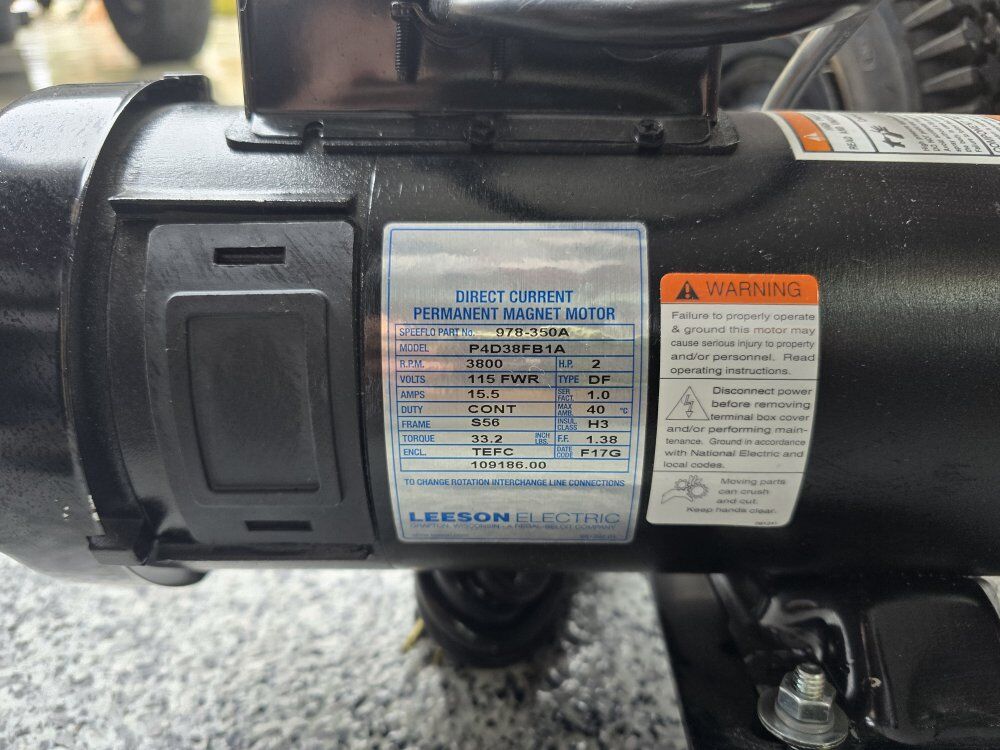 DIRECT CURRENT
PERMANENT MAGNET MOTOR
SPEEFLO PART No. 978-350A
MODEL P4D38FB1A
R.P.M. 3800 H.P. 2
VOLTS 115 FWR TYPE DF
AMPS 15.5 SER. FACT. 1.0
DUTY CONT MAX AMB. 40 °C
FRAME S56 INSUL CLASS H3
TORQUE 33.2 INCH LBS. F.F. 1.38
ENCL. TEFC DATE CODE F17G
109186.00
TO CHANGE ROTATION INTERCHANGE LINE CONNECTIONS
LEESON ELECTRIC
GRAFTON, WISCONSIN - A REGAL BELOIT COMPANY
WARNING
Failure to properly operate
& ground this motor may
cause serious injury to property
and/or personnel. Read
operating instructions.
Disconnect power
before removing
terminal box cover
and/or performing main-
tenance. Ground in accordance
with National Electric and
local codes.
Moving parts
can crush
and cut.
Keep hands clear.